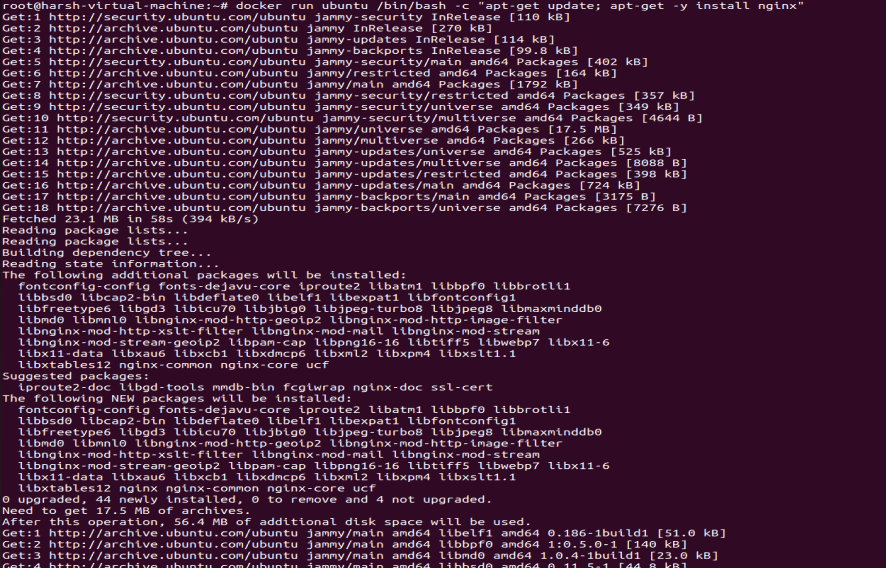 root@harsh-virtual-machine:~# docker run ubuntu /bin/bash -c "apt-get update; apt-get -y install nginx"
Get:1 http://security.ubuntu.com/ubuntu jammy-security InRelease [110 kB]
Get:2 http://archive.ubuntu.com/ubuntu jammy InRelease [270 kB]
Get:3 http://archive.ubuntu.com/ubuntu jammy-updates InRelease [114 kB]
Get:4 http://archive.ubuntu.com/ubuntu jammy-backports InRelease [99.8 kB]
Get:5 http://security.ubuntu.com/ubuntu jammy-security/main amd64 Packages [402 kB]
Get:6 http://archive.ubuntu.com/ubuntu jammy/restricted amd64 Packages [164 kB]
Get:7 http://archive.ubuntu.com/ubuntu jammy/main amd64 Packages [1792 kB]
Get:8 http://security.ubuntu.com/ubuntu jammy-security/restricted amd64 Packages [357 kB]
Get:9 http://security.ubuntu.com/ubuntu jammy-security/universe amd64 Packages [349 kB]
Get:10 http://security.ubuntu.com/ubuntu jammy-security/multiverse amd64 Packages [4644 B]
Get:11 http://archive.ubuntu.com/ubuntu jammy/universe amd64 Packages [17.5 MB]
Get:12 http://archive.ubuntu.com/ubuntu jammy/multiverse amd64 Packages [266 kB]
Get:13 http://archive.ubuntu.com/ubuntu jammy-updates/universe amd64 Packages [525 kB]
Get:14 http://archive.ubuntu.com/ubuntu jammy-updates/multiverse amd64 Packages [8088 B]
Get:15 http://archive.ubuntu.com/ubuntu jammy-updates/restricted amd64 Packages [398 kB]
Get:16 http://archive.ubuntu.com/ubuntu jammy-updates/main amd64 Packages [724 kB]
Get:17 http://archive.ubuntu.com/ubuntu jammy-backports/main amd64 Packages [3175 B]
Get:18 http://archive.ubuntu.com/ubuntu jammy-backports/universe amd64 Packages [7276 B]
Fetched 23.1 MB in 58s (394 kB/s)
Reading package lists...
Reading package lists...
Building dependency tree...
Reading state information...
The following additional packages will be installed:
  fontconfig-config fonts-dejavu-core iproute2 libatm1 libbpf0 libbrotli1
  libbsd0 libcap2-bin libdeflate0 libelf1 libexpat1 libfontconfig1
  libfreetype6 libgd3 libicu70 libjbig0 libjpeg-turbo8 libjpeg8 libmaxminddb0
  libmd0 libmnl0 libnginx-mod-http-geoip2 libnginx-mod-http-image-filter
  libnginx-mod-http-xslt-filter libnginx-mod-mail libnginx-mod-stream
  libnginx-mod-stream-geoip2 libpam-cap libpng16-16 libtiff5 libwebp7 libx11-6
  libx11-data libxau6 libxcb1 libxdmcp6 libxml2 libxpm4 libxslt1.1
  libxtables12 nginx-common nginx-core ucf
Suggested packages:
  iproute2-doc libgd-tools mmdb-bin fcgiwrap nginx-doc ssl-cert
The following NEW packages will be installed:
  fontconfig-config fonts-dejavu-core iproute2 libatm1 libbpf0 libbrotli1
  libbsd0 libcap2-bin libdeflate0 libelf1 libexpat1 libfontconfig1
  libfreetype6 libgd3 libicu70 libjbig0 libjpeg-turbo8 libjpeg8 libmaxminddb0
  libmd0 libmnl0 libnginx-mod-http-geoip2 libnginx-mod-http-image-filter
  libnginx-mod-http-xslt-filter libnginx-mod-mail libnginx-mod-stream
  libnginx-mod-stream-geoip2 libpam-cap libpng16-16 libtiff5 libwebp7 libx11-6
  libx11-data libxau6 libxcb1 libxdmcp6 libxml2 libxpm4 libxslt1.1
  libxtables12 nginx nginx-common nginx-core ucf
0 upgraded, 44 newly installed, 0 to remove and 4 not upgraded.
Need to get 17.5 MB of archives.
After this operation, 56.4 MB of additional disk space will be used.
Get:1 http://archive.ubuntu.com/ubuntu jammy/main amd64 libelf1 amd64 0.186-1build1 [51.0 kB]
Get:2 http://archive.ubuntu.com/ubuntu jammy/main amd64 libbpf0 amd64 1:0.5.0-1 [140 kB]
Get:3 http://archive.ubuntu.com/ubuntu jammy/main amd64 libmd0 amd64 1.0.4-1build1 [23.0 kB]
Get:4 http://archive.ubuntu.com/ubuntu jammy/main amd64 libbsd0 amd64 0.11.5-1 [44.8 kB]